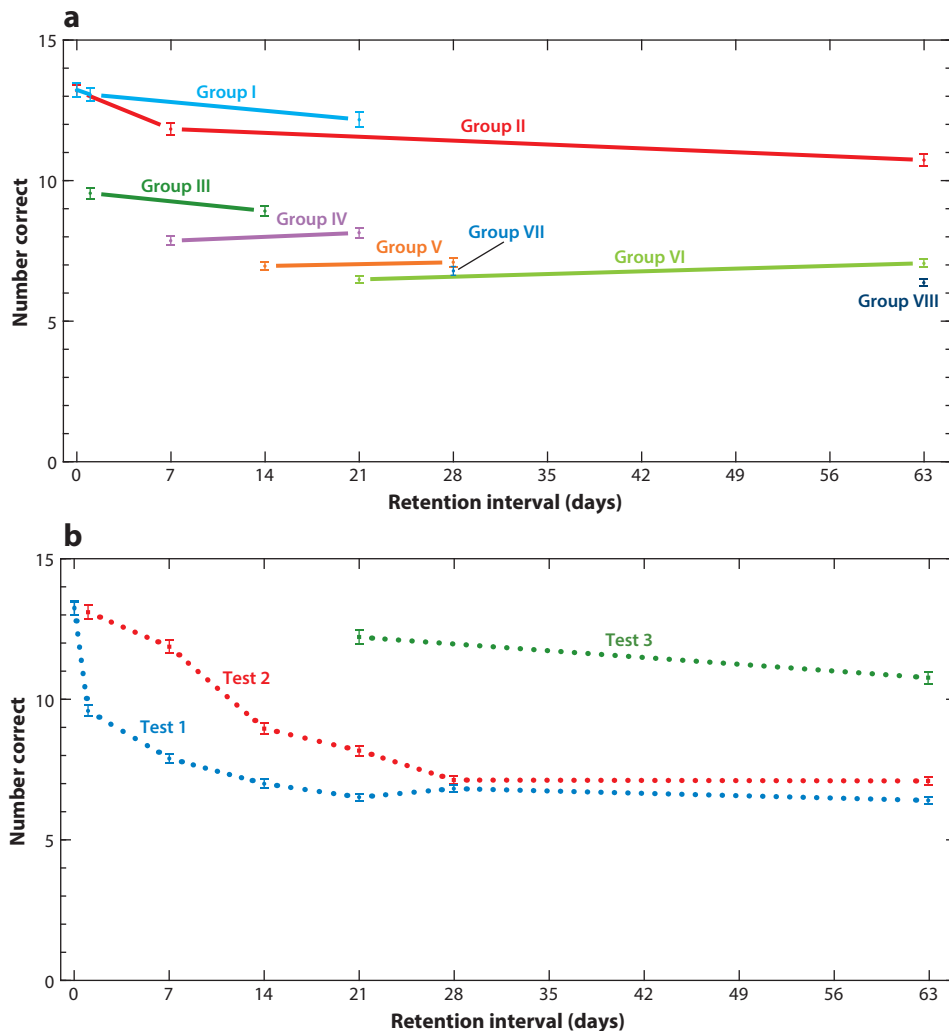 a
15
10
5
0
Number correct
Group I
Group II
Group III
Group IV
Group V
Group VII
Group VI
Group VIII
0 7 14 21 28 35 42 49 56 63
Retention interval (days)
b
15
10
5
0
Number correct
Test 3
Test 2
Test 1
0 7 14 21 28 35 42 49 56 63
Retention interval (days)